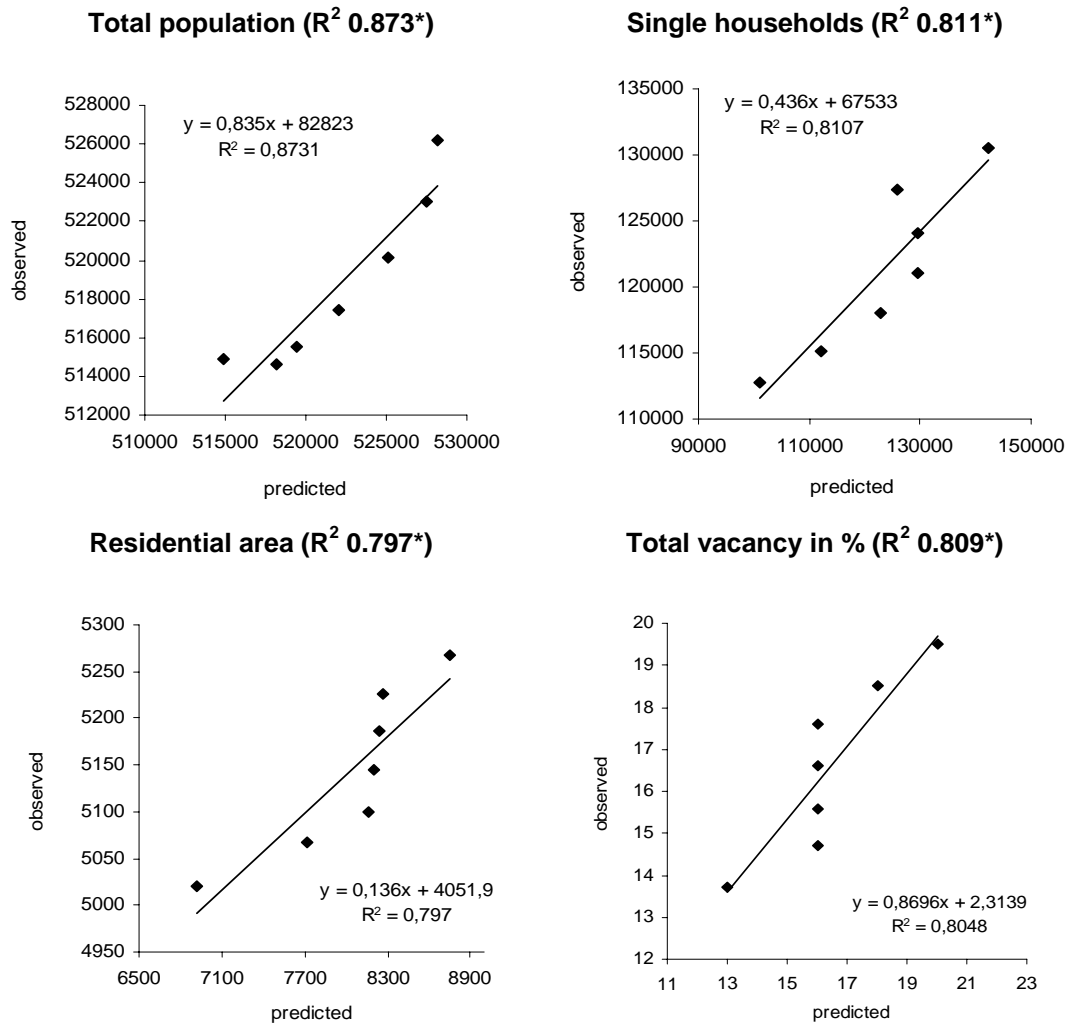 Total population (R² 0.873*)
528000
526000
524000
522000
520000
518000
516000
514000
512000
observed
y = 0,835x + 82823
R² = 0,8731
510000 515000 520000 525000 530000
predicted
Single households (R² 0.811*)
135000
130000
125000
120000
115000
110000
observed
y = 0,436x + 67533
R² = 0,8107
90000 110000 130000 150000
predicted
Residential area (R² 0.797*)
5300
5250
5200
5150
5100
5050
5000
4950
observed
y = 0,136x + 4051,9
R² = 0,797
6500 7100 7700 8300 8900
predicted
Total vacancy in % (R² 0.809*)
20
19
18
17
16
15
14
13
12
observed
y = 0,8696x + 2,3139
R² = 0,8048
11 13 15 17 19 21 23
predicted